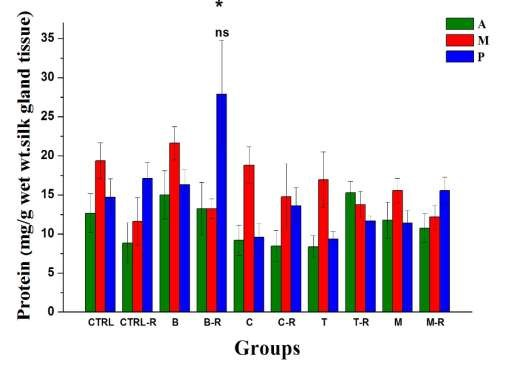 *
ns
A
M
P
Protein (mg/g wet wt.silk gland tissue)
35
30
25
20
15
10
5
0
CTRL CTRL-R B B-R C C-R T T-R M M-R
Groups